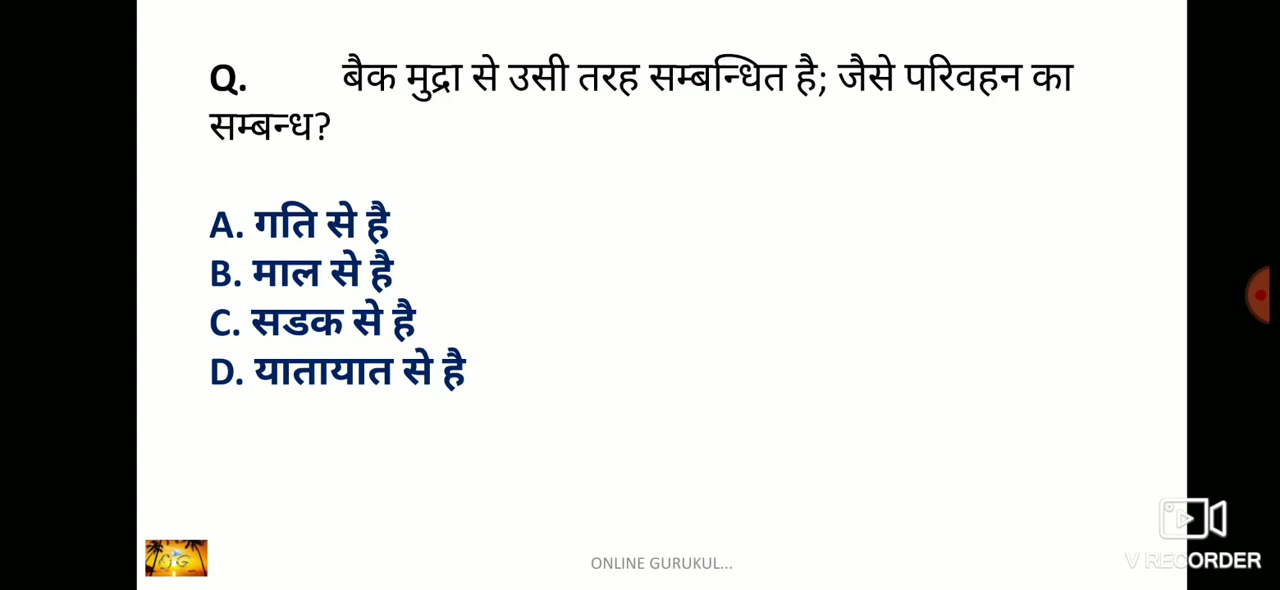 Q. बैक मुद्रा से उसी तरह सम्बन्धित है; जैसे परिवहन का
सम्बन्ध?
A. गति से है
B. माल से है
C. सडक से है
D. यातायात से है
ONLINE GURUKUL...
V RECORDER